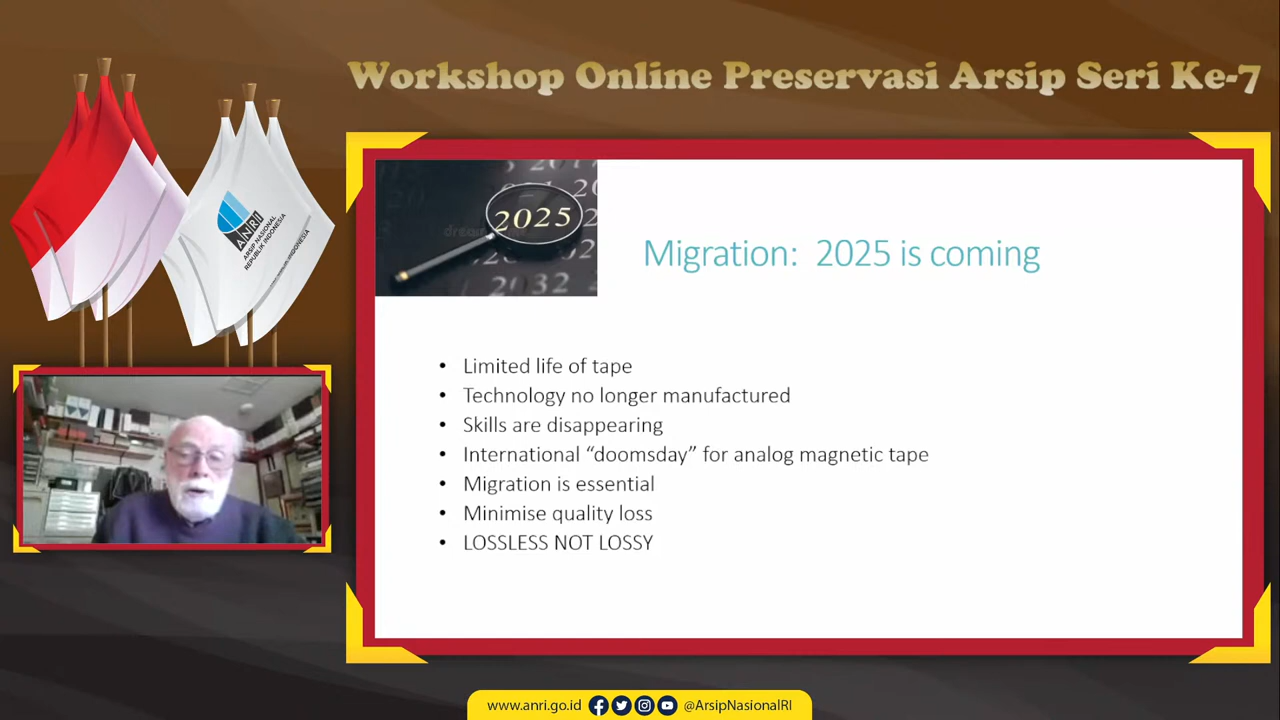 Workshop Online Preservasi Arsip Seri Ke-7
ANRI
ARSIP NASIONAL
REPUBLIK INDONESIA
2025
2032
Migration: 2025 is coming
• Limited life of tape
• Technology no longer manufactured
• Skills are disappearing
• International “doomsday” for analog magnetic tape
• Migration is essential
• Minimise quality loss
• LOSSLESS NOT LOSSY
www.anri.go.id
@ArsipNasionalRI